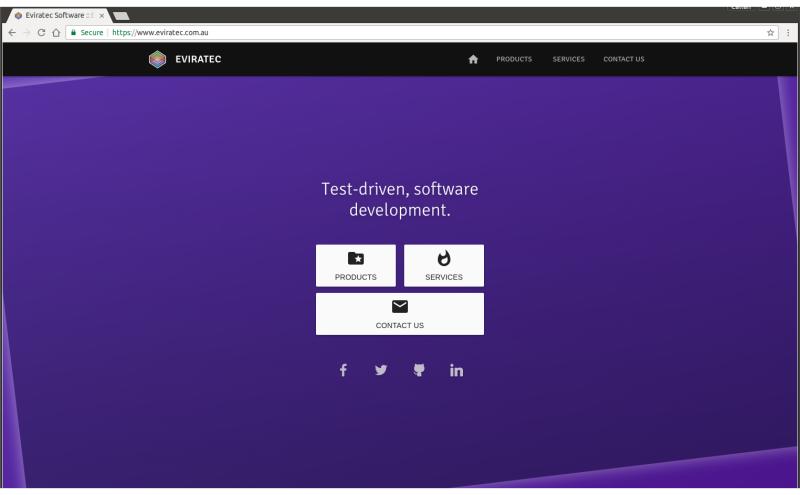 Eviratec Software ::
Secure | https://www.eviratec.com.au
EVIRATEC
PRODUCTS
SERVICES
CONTACT US
Test-driven, software
development.
PRODUCTS
SERVICES
CONTACT US